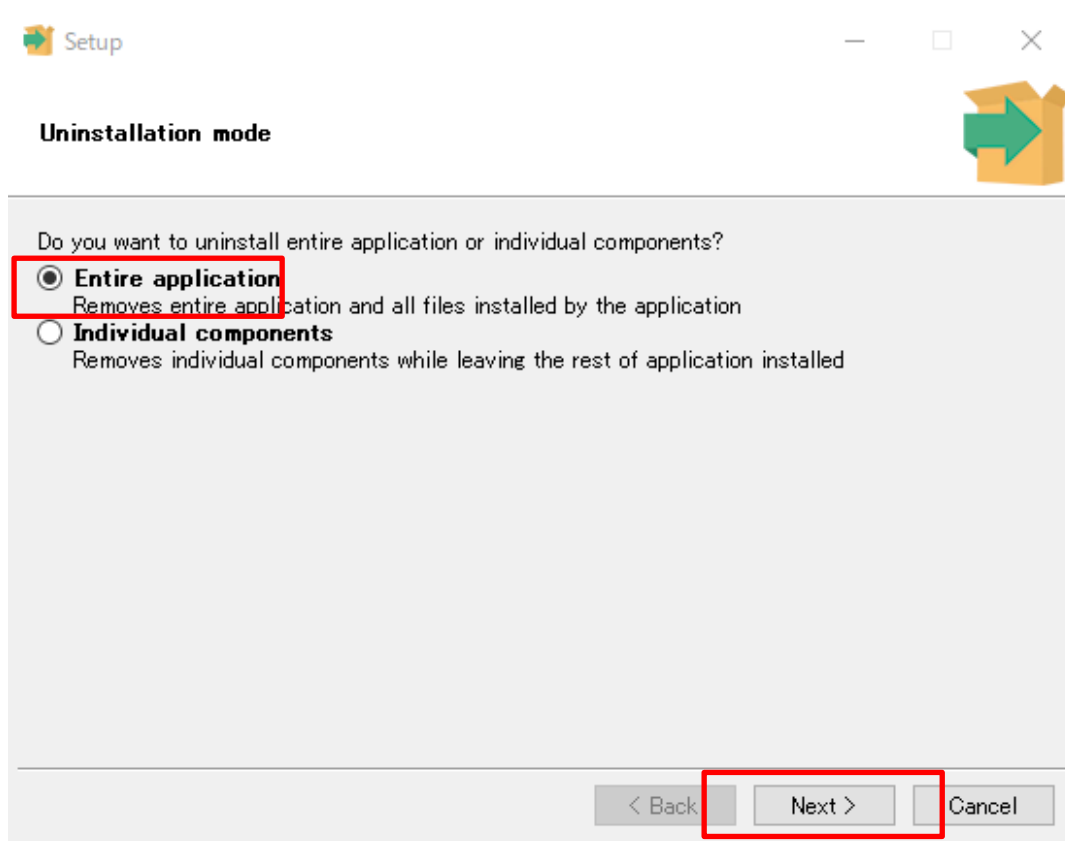 Setup
Uninstallation mode
Do you want to uninstall entire application or individual components?
Entire application
Removes entire application and all files installed by the application
Individual components
Removes individual components while leaving the rest of application installed
< Back Next > Cancel